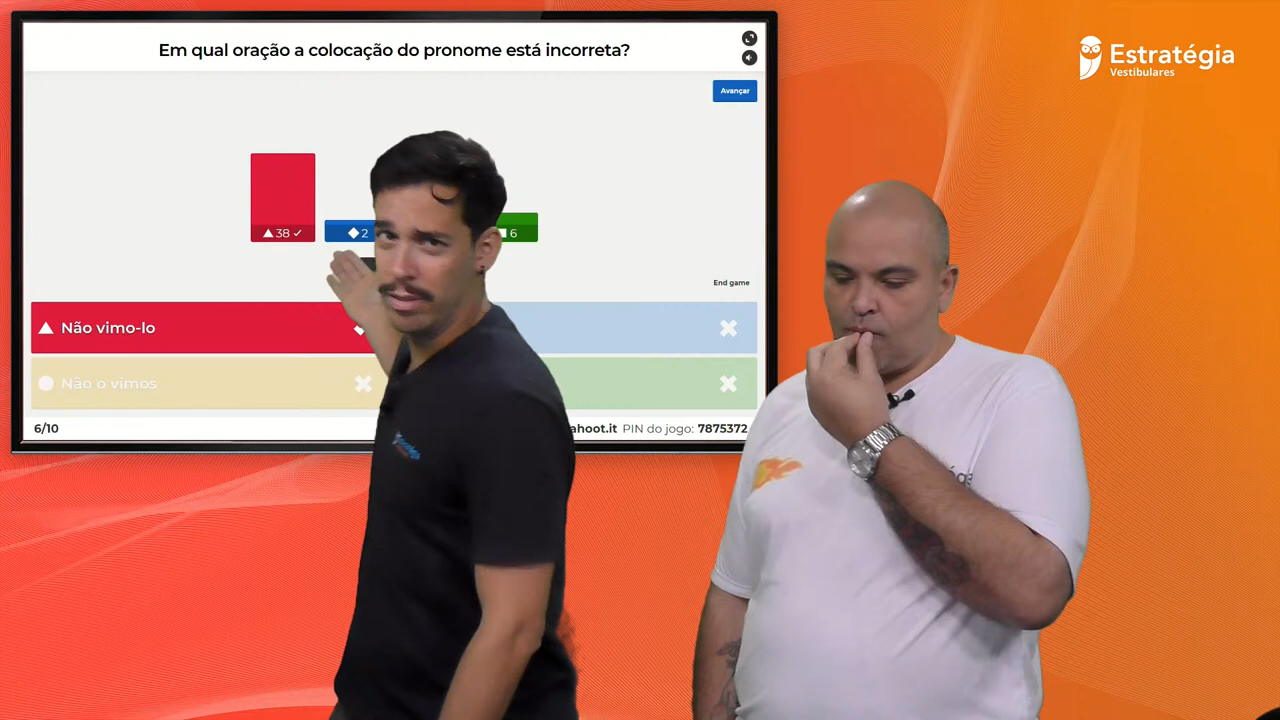 Em qual oração a colocação do pronome está incorreta?
Estratégia
Vestibulares
Avançar
38
2
6
End game
Não vimo-lo
Não o vimos
6/10
ahoot.it PIN do jogo: 7875372